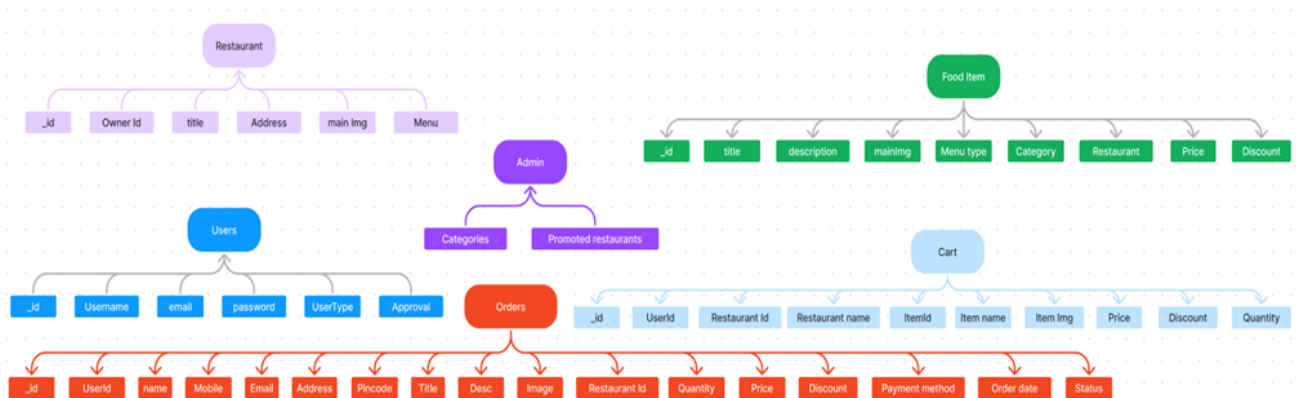 Restaurant
_id
Owner Id
title
Address
main Img
Menu
Food Item
_id
title
description
mainImg
Menu type
Category
Restaurant
Price
Discount
Admin
Categories
Promoted restaurants
Users
_id
Username
email
password
UserType
Approval
Cart
_id
UserId
Restaurant Id
Restaurant name
ItemId
Item name
Item Img
Price
Discount
Quantity
Orders
_id
UserId
name
Mobile
Email
Address
Pincode
Title
Desc
Image
Restaurant Id
Quantity
Price
Discount
Payment method
Order date
Status